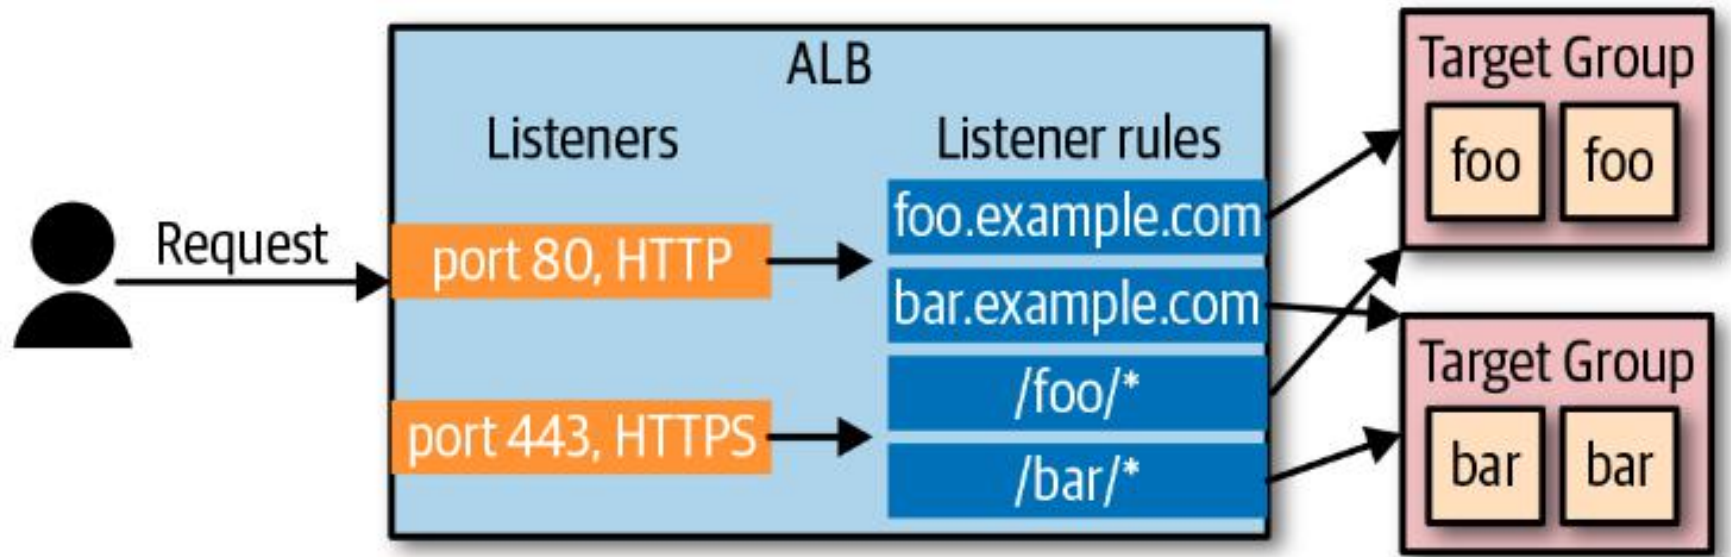 ALB
Listeners
Listener rules
Request
port 80, HTTP
port 443, HTTPS
foo.example.com
bar.example.com
/foo/*
/bar/*
Target Group
foo
foo
Target Group
bar
bar